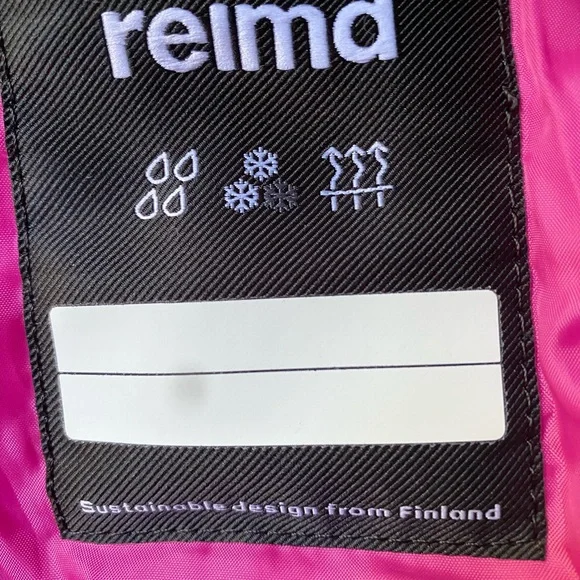 reima
Sustainable design from Finland